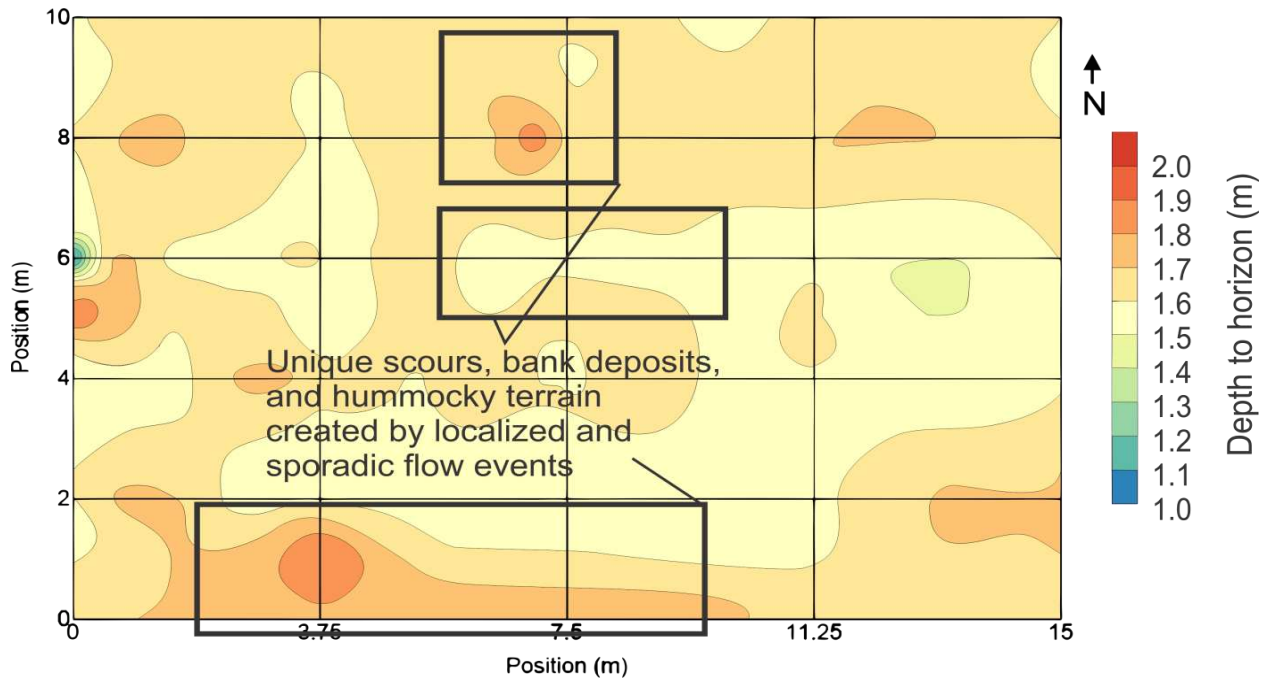 10
8
6
4
2
0
Position (m)
0
3.75
7.5
11.25
15
Position (m)
Unique scours, bank deposits,
and hummocky terrain
created by localized and
sporadic flow events
N
2.0
1.9
1.8
1.7
1.6
1.5
1.4
1.3
1.2
1.1
1.0
Depth to horizon (m)